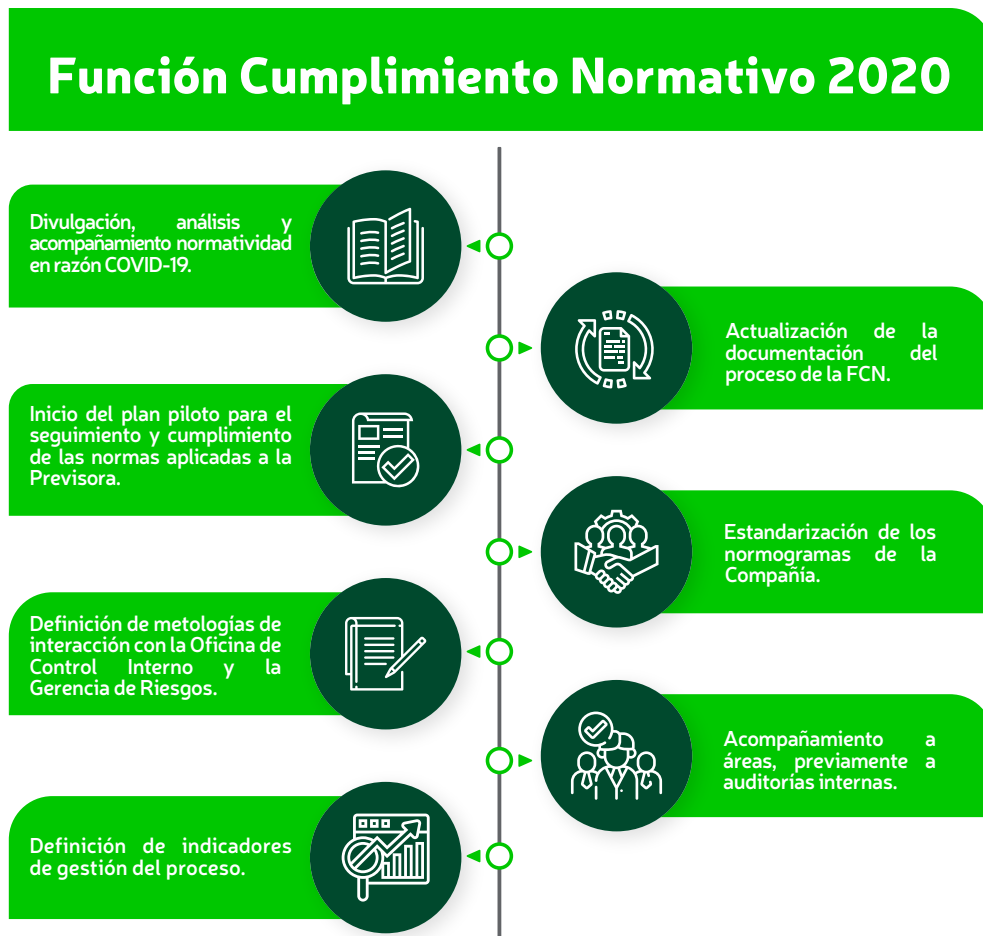 Función Cumplimiento Normativo 2020
Divulgación, análisis y
acompañamiento normatividad
en razón COVID-19.
Actualización de la
documentación del
proceso de la FCN.
Inicio del plan piloto para el
seguimiento y cumplimiento
de las normas aplicadas a la
Previsora.
Estandarización de los
normogramas de la
Compañía.
Definición de metologías de
interacción con la Oficina de
Control Interno y la
Gerencia de Riesgos.
Acompañamiento a
áreas, previamente a
auditorías internas.
Definición de indicadores
de gestión del proceso.